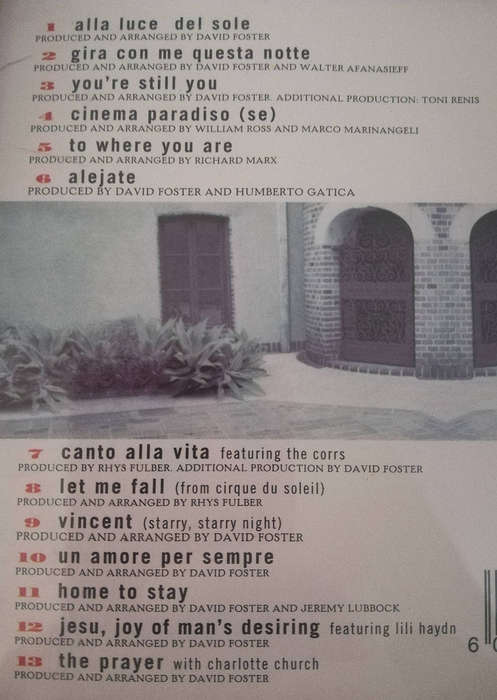 1 alla luce del sole
PRODUCED AND ARRANGED BY DAVID FOSTER
2 gira con me questa notte
PRODUCED AND ARRANGED BY DAVID FOSTER AND WALTER AFANASIEFF
3 you're still you
PRODUCED AND ARRANGED BY DAVID FOSTER. ADDITIONAL PRODUCTION: TONI RENIS
4 cinema paradiso (se)
PRODUCED AND ARRANGED BY WILLIAM ROSS AND MARCO MARINANGELI
5 to where you are
PRODUCED AND ARRANGED BY RICHARD MARX
6 alejate
PRODUCED BY DAVID FOSTER AND HUMBERTO GATICA
7 canto alla vita featuring the corrs
PRODUCED BY RHYS FULBER. ADDITIONAL PRODUCTION BY DAVID FOSTER
8 let me fall (from cirque du soleil)
PRODUCED AND ARRANGED BY RHYS FULBER
9 vincent (starry, starry night)
PRODUCED AND ARRANGED BY DAVID FOSTER
10 un amore per sempre
PRODUCED AND ARRANGED BY DAVID FOSTER
11 home to stay
PRODUCED AND ARRANGED BY DAVID FOSTER AND JEREMY LUBBOCK
12 jesu, joy of man's desiring featuring lili haydn
PRODUCED AND ARRANGED BY DAVID FOSTER
13 the prayer with charlotte church
PRODUCED AND ARRANGED BY DAVID FOSTER
6